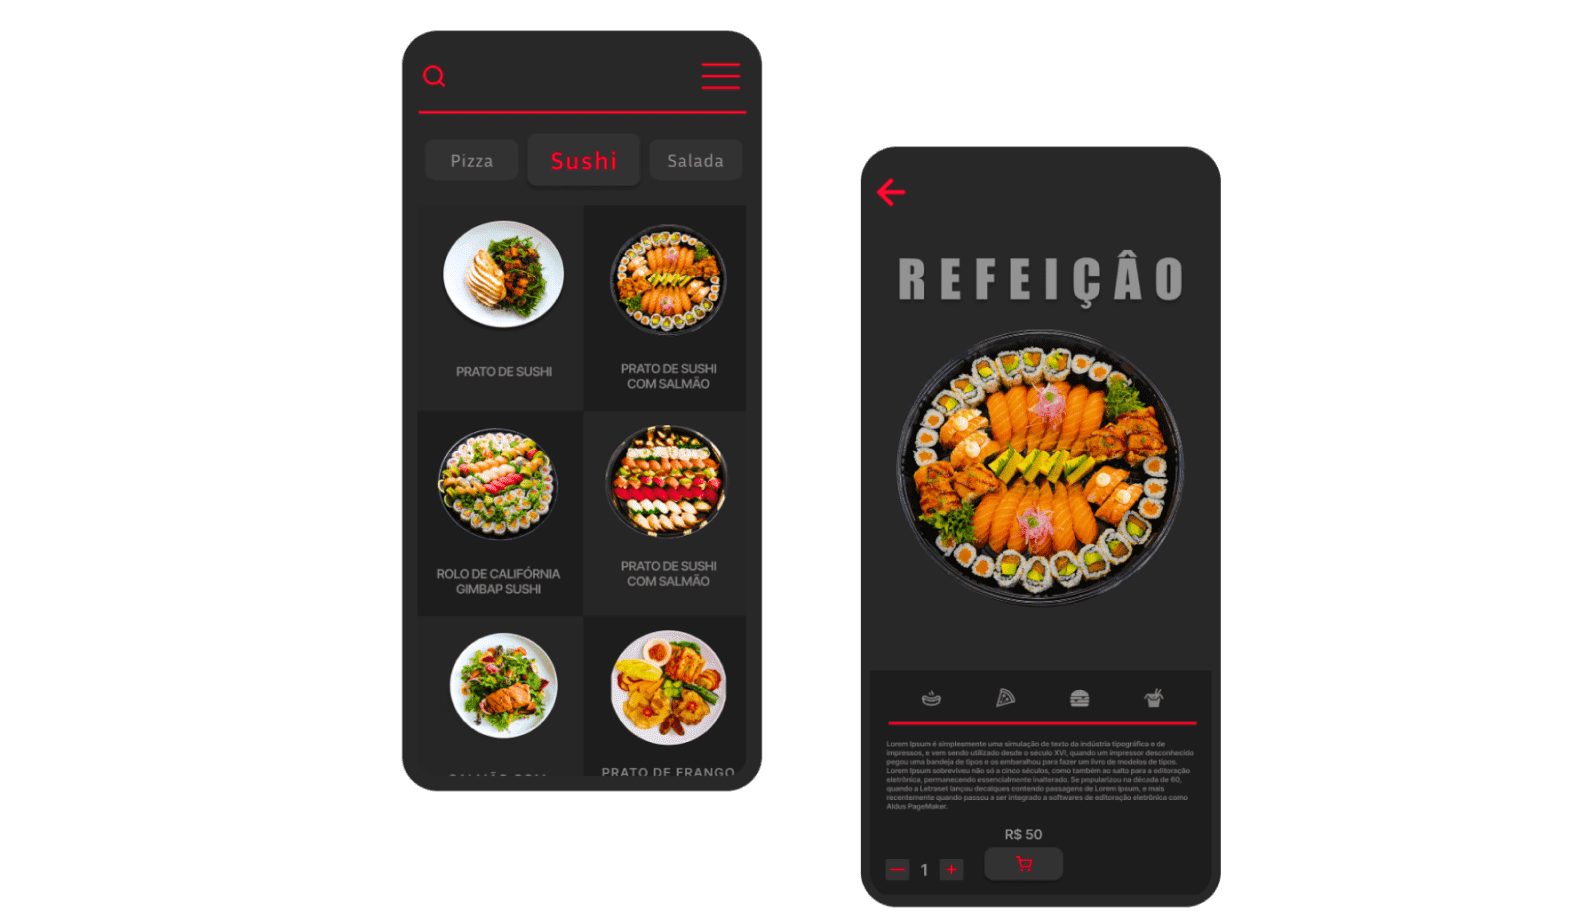 Pizza
Sushi
Salada
PRATO DE SUSHI
PRATO DE SUSHI
COM SALMÃO
ROLO DE CALIFÓRNIA
GIMBAP SUSHI
PRATO DE SUSHI
COM SALMÃO
SALMÃO COM
PRATO DE FRANGO
REFEIÇÂO
Lorem Ipsum é simplesmente uma simulação de texto da indústria tipográfica e de
impressos, e vem sendo utilizado desde o século XVI, quando um impressor desconhecido
pegou uma bandeja de tipos e os embaralhou para fazer um livro de modelos de tipos.
Lorem Ipsum sobreviveu não só a cinco séculos, como também ao salto para a editoração
eletrônica, permanecendo essencialmente inalterado. Se popularizou na década de 60,
quando a Letraset lançou decalques contendo passagens de Lorem Ipsum, e mais
recentemente quando passou a ser integrado a softwares de editoração eletrônica como
Aldus PageMaker.
R$ 50
1